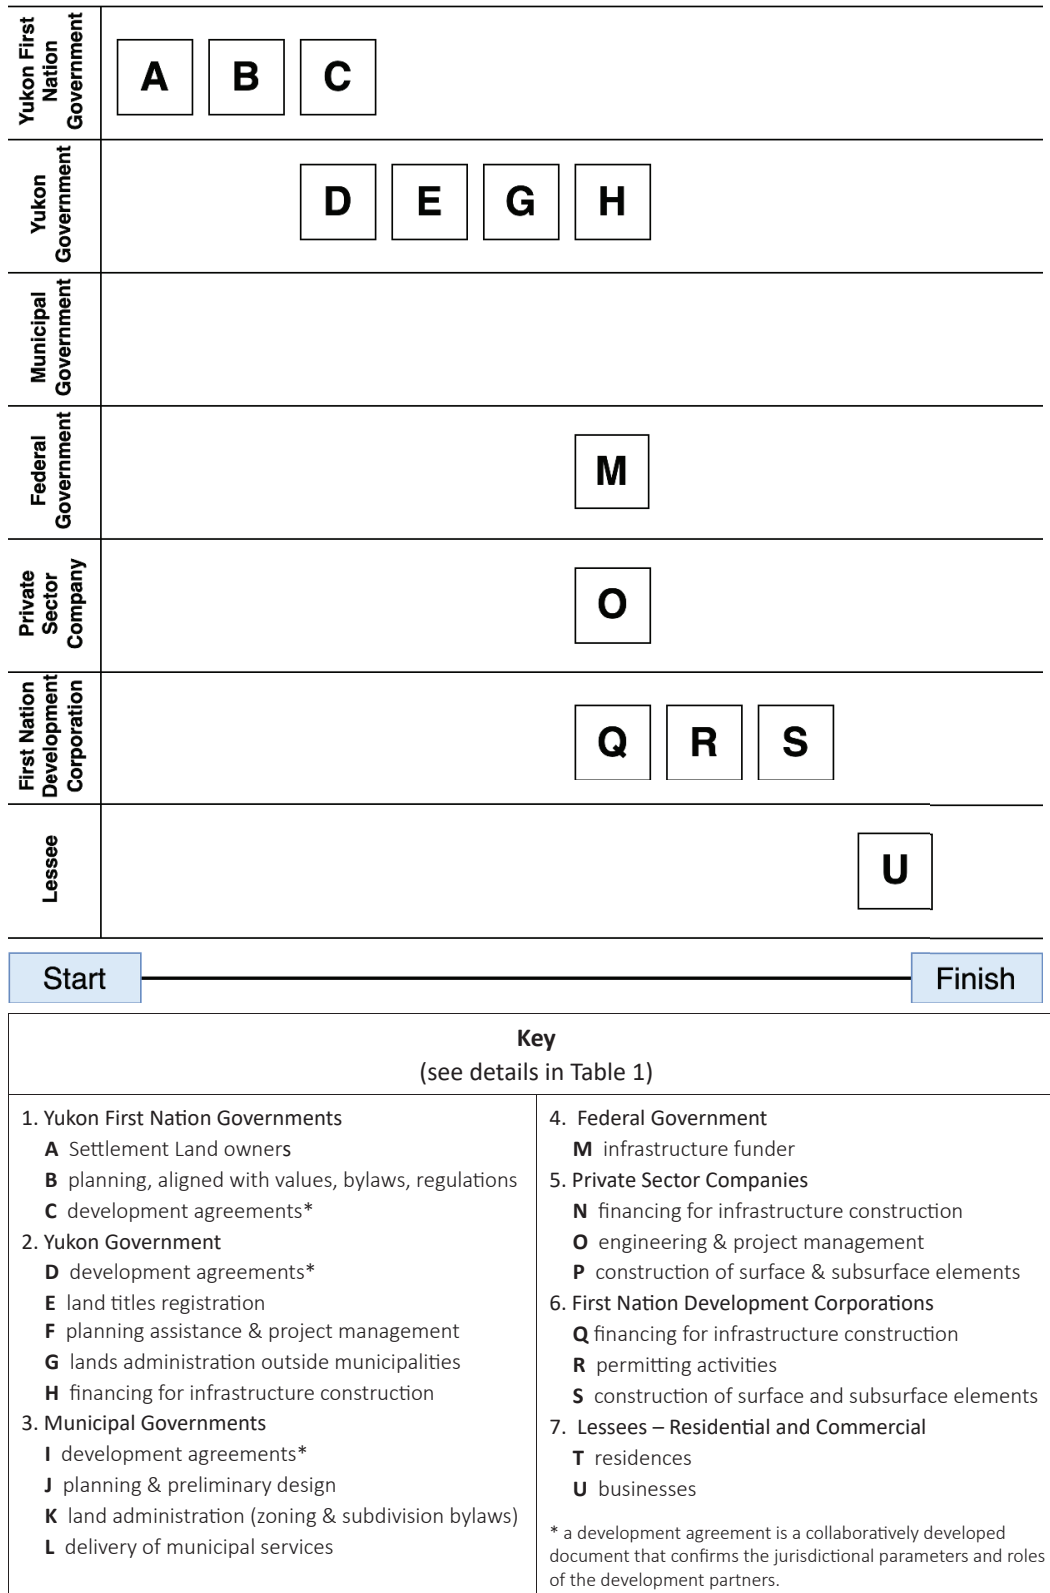 Yukon First
Nation
Government
A B C
Yukon
Government
D E G H
Municipal
Government
Federal
Government
M
Private
Sector
Company
O
First Nation
Development
Corporation
Q R S
Lessee
U
Start
Finish
Key
(see details in Table 1)
1. Yukon First Nation Governments
A Settlement Land owners
B planning, aligned with values, bylaws, regulations
C development agreements*
2. Yukon Government
D development agreements*
E land titles registration
F planning assistance & project management
G lands administration outside municipalities
H financing for infrastructure construction
3. Municipal Governments
I development agreements*
J planning & preliminary design
K land administration (zoning & subdivision bylaws)
L delivery of municipal services
4. Federal Government
M infrastructure funder
5. Private Sector Companies
N financing for infrastructure construction
O engineering & project management
P construction of surface & subsurface elements
6. First Nation Development Corporations
Q financing for infrastructure construction
R permitting activities
S construction of surface and subsurface elements
7. Lessees – Residential and Commercial
T residences
U businesses
* a development agreement is a collaboratively developed
document that confirms the jurisdictional parameters and roles
of the development partners.